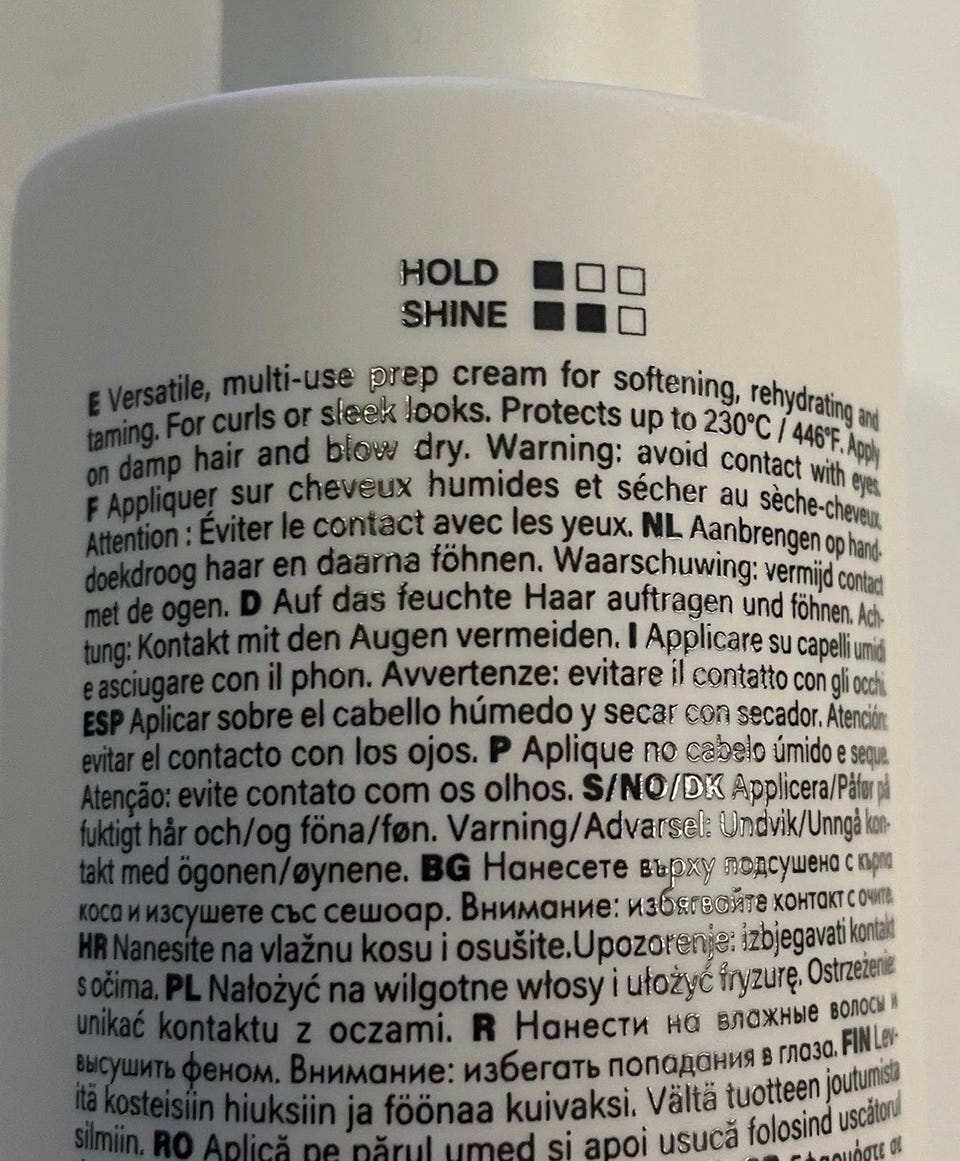 HOLD
SHINE
E Versatile, multi-use prep cream for softening, rehydrating and
taming. For curls or sleek looks. Protects up to 230°C / 446°F. Apply
on damp hair and blow dry. Warning: avoid contact with eyes.
F Appliquer sur cheveux humides et sécher au sèche-cheveux.
Attention : Éviter le contact avec les yeux. NL Aanbrengen op hand-
doekdroog haar en daarna föhnen. Waarschuwing: vermijd contact
met de ogen. D Auf das feuchte Haar auftragen und föhnen. Ach-
tung: Kontakt mit den Augen vermeiden. I Applicare su capelli umidi
e asciugare con il phon. Avvertenze: evitare il contatto con gli occhi.
ESP Aplicar sobre el cabello húmedo y secar con secador. Atención:
evitar el contacto con los ojos. P Aplique no cabelo úmido e seque.
Atenção: evite contato com os olhos. S/NO/DK Applicera/Påfør på
fuktigt hår och/og föna/føn. Varning/Advarsel: Undvik/Unngå kon-
takt med ögonen/øynene. BG Нанесете върху подсушена с кърпа
коса и изсушете със сешоар. Внимание: избягвайте контакт с очите.
HR Nanesite na vlažnu kosu i osušite.Upozorenje: izbjegavati kontakt
s očima. PL Nałożyć na wilgotne włosy i ułożyć fryzurę. Ostrzeżenie:
unikać kontaktu z oczami. R Нанести на влажные волосы и
высушить феном. Внимание: избегать попадания в глаза. FIN Lev-
itä kosteisiin hiuksiin ja föönaa kuivaksi. Vältä tuotteen joutumista
silmiin. RO Aplică pe părul umed și apoi usucă folosind uscătorul